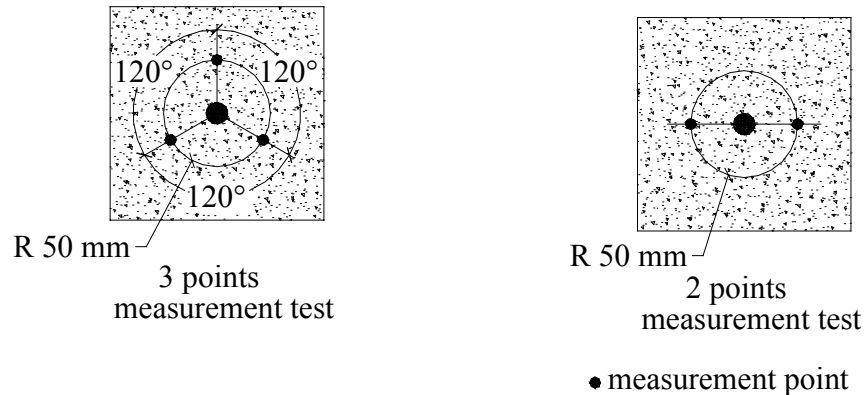 120°
120°
120°
R 50 mm
3 points
measurement test
R 50 mm
2 points
measurement test
measurement point